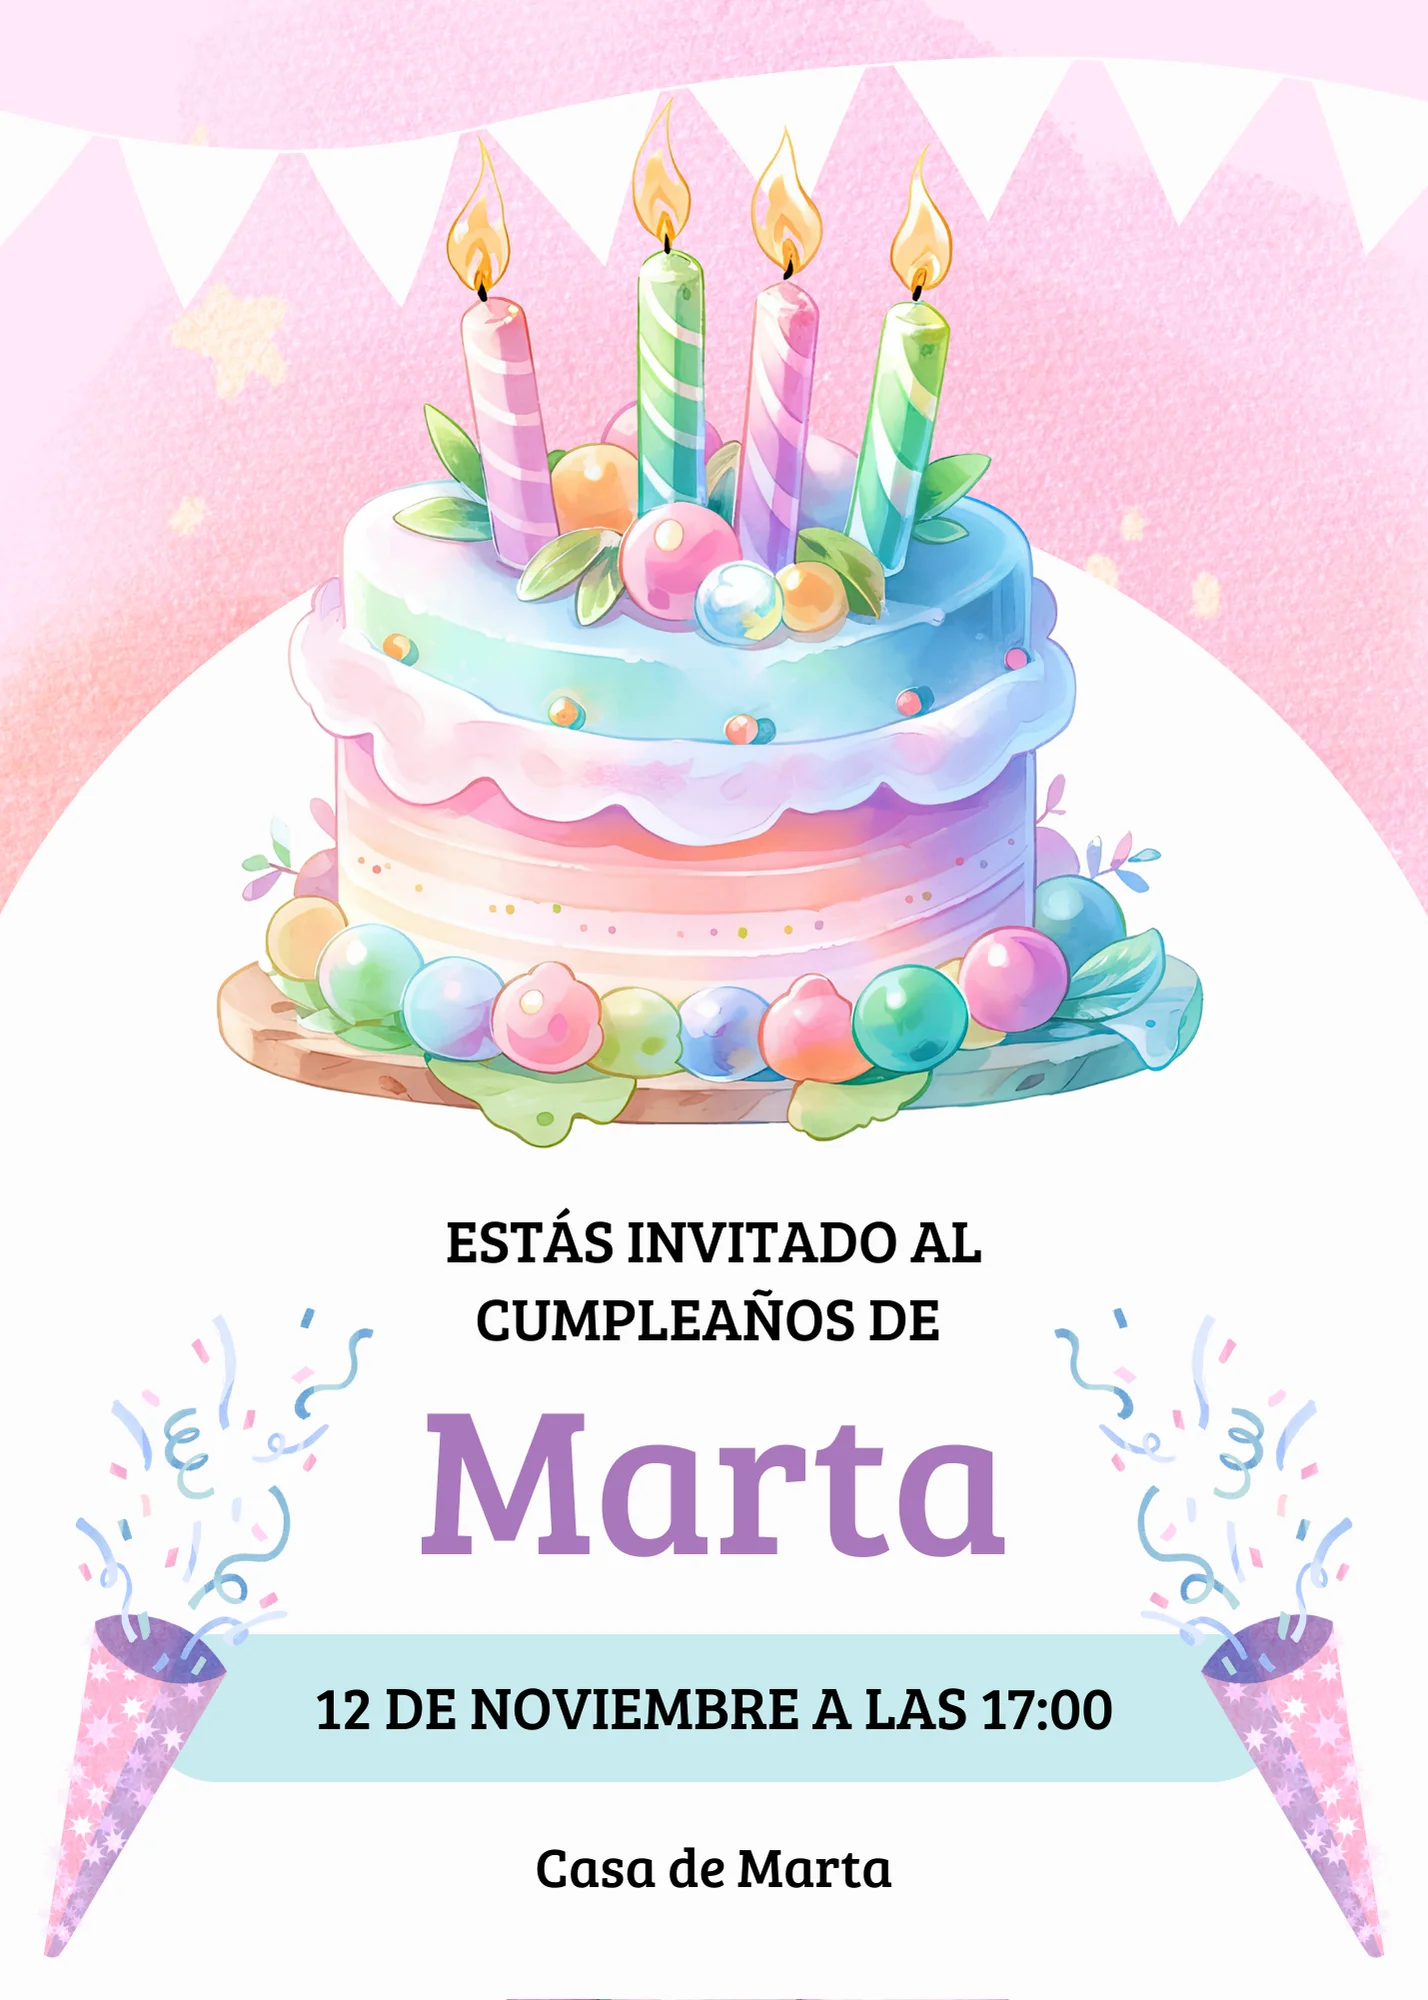 ESTÁS INVITADO AL
CUMPLEAÑOS DE
Marta
12 DE NOVIEMBRE A LAS 17:00
Casa de Marta